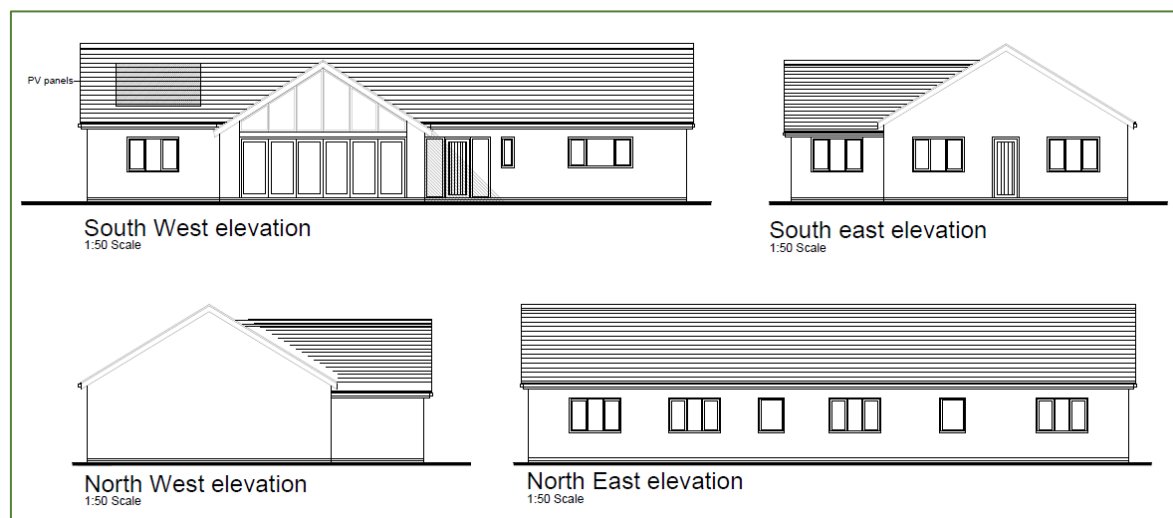 PV panels
South West elevation
1:50 Scale
South east elevation
1:50 Scale
North West elevation
1:50 Scale
North East elevation
1:50 Scale